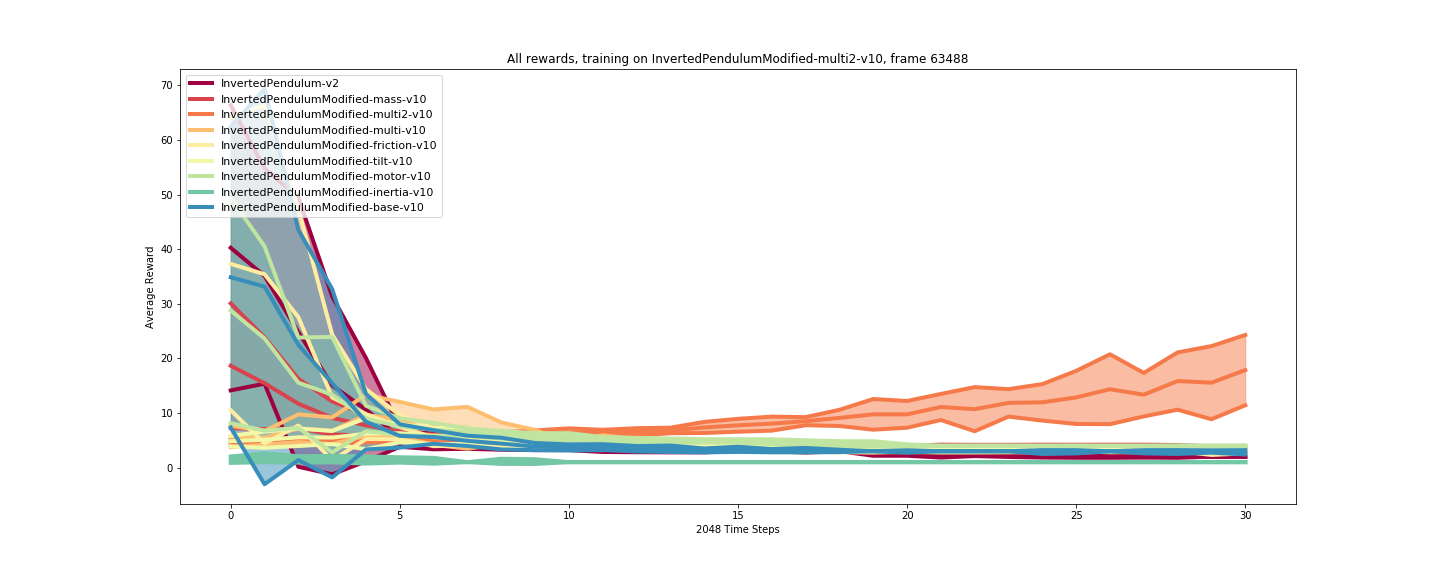 All rewards, training on InvertedPendulumModified-multi2-v10, frame 63488
InvertedPendulum-v2
InvertedPendulumModified-mass-v10
InvertedPendulumModified-multi2-v10
InvertedPendulumModified-multi-v10
InvertedPendulumModified-friction-v10
InvertedPendulumModified-tilt-v10
InvertedPendulumModified-motor-v10
InvertedPendulumModified-inertia-v10
InvertedPendulumModified-base-v10
Average Reward
70
60
50
40
30
20
10
0
0 5 10 15 20 25 30
2048 Time Steps